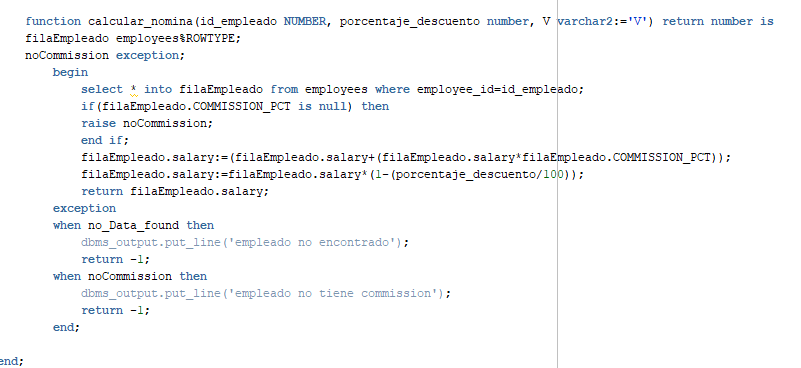 function calcular_nomina(id_empleado NUMBER, porcentaje_descuento number, V varchar2:='V') return number is
filaEmpleado employees%ROWTYPE;
noCommission exception;
begin
select * into filaEmpleado from employees where employee_id=id_empleado;
if(filaEmpleado.COMMISSION_PCT is null) then
raise noCommission;
end if;
filaEmpleado.salary:=(filaEmpleado.salary+(filaEmpleado.salary*filaEmpleado.COMMISSION_PCT));
filaEmpleado.salary:=filaEmpleado.salary*(1-(porcentaje_descuento/100));
return filaEmpleado.salary;
exception
when no_Data_found then
dbms_output.put_line('empleado no encontrado');
return -1;
when noCommission then
dbms_output.put_line('empleado no tiene commission');
return -1;
end;
end;